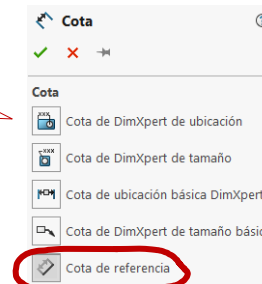 Cota
Cota
Cota de DimXpert de ubicación
Cota de DimXpert de tamaño
Cota de ubicación básica DimXpert
Cota de DimXpert de tamaño básic
Cota de referencia